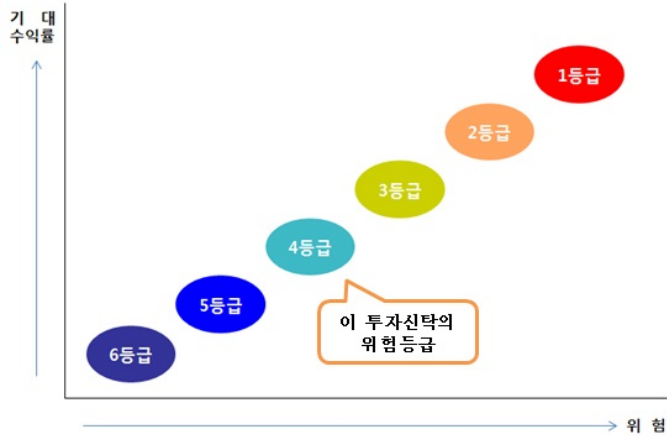 기 대
수익률
1등급
2등급
3등급
4등급
5등급
이 투자신탁의
위험등급
6등급
위 험